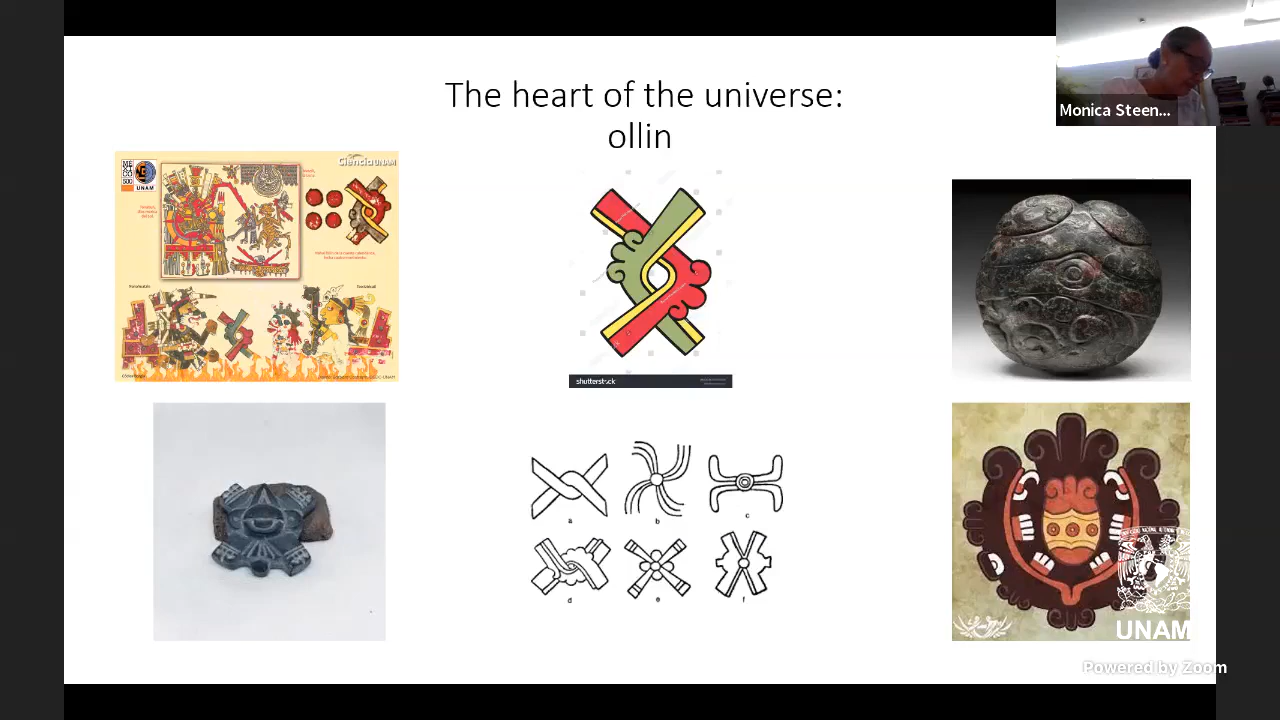 The heart of the universe:
ollin
Monica Steen...
Ciencia UNAM
UNAM
shutterstock
a
b
c
d
e
f
UNAM
Powered by Zoom